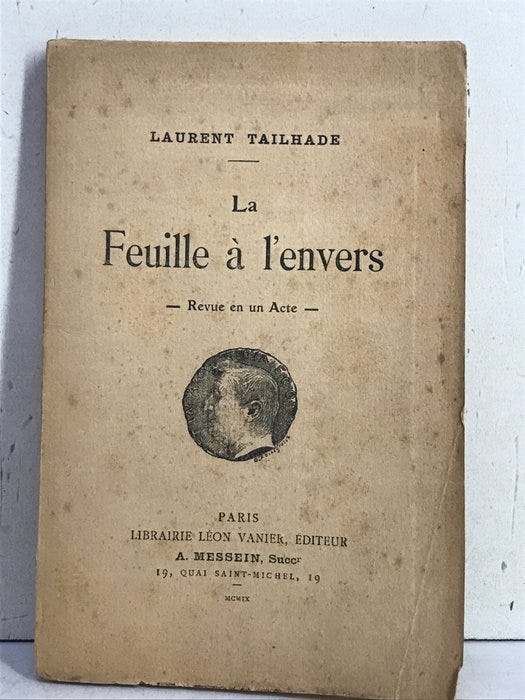 LAURENT TAILHADE
La
Feuille à l'envers
— Revue en un Acte —
PARIS
LIBRAIRIE LÉON VANIER, ÉDITEUR
A. MESSEIN, Succr
19, QUAI SAINT-MICHEL, 19
MCMIX